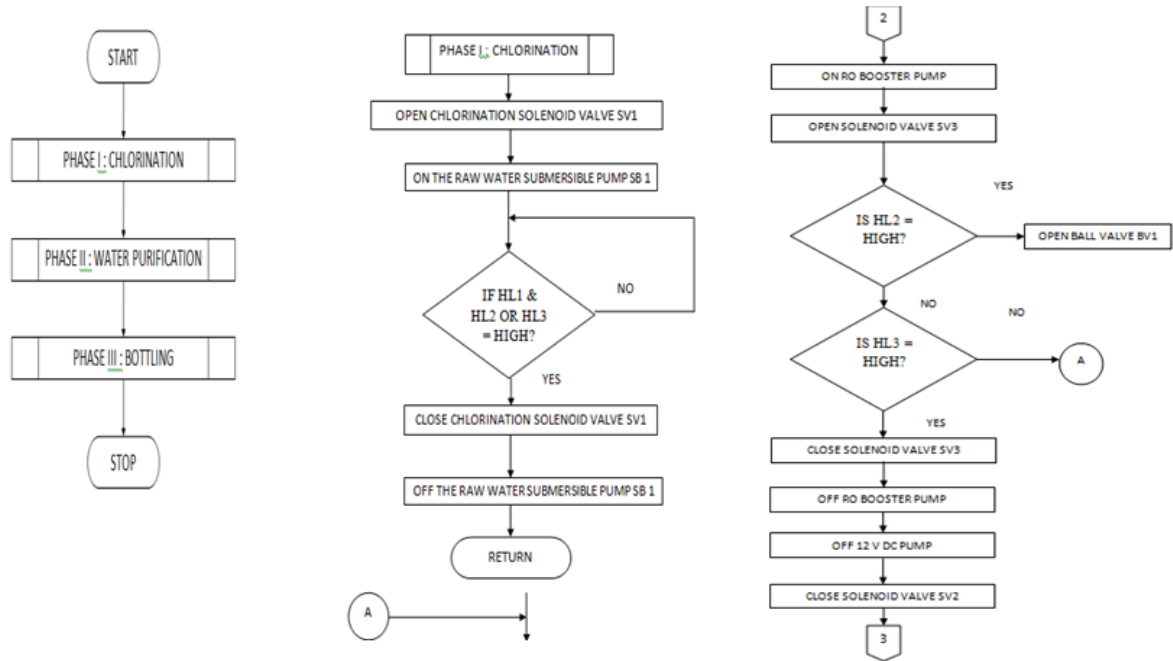 START
PHASE I : CHLORINATION
PHASE II : WATER PURIFICATION
PHASE III : BOTTLING
STOP
PHASE I : CHLORINATION
OPEN CHLORINATION SOLENOID VALVE SV1
ON THE RAW WATER SUBMERSIBLE PUMP SB 1
IF HL1 &
HL2 OR HL3
= HIGH?
NO
YES
CLOSE CHLORINATION SOLENOID VALVE SV1
OFF THE RAW WATER SUBMERSIBLE PUMP SB 1
RETURN
A
2
ON RO BOOSTER PUMP
OPEN SOLENOID VALVE SV3
YES
IS HL2 =
HIGH?
OPEN BALL VALVE BV1
NO
NO
IS HL3 =
HIGH?
A
YES
CLOSE SOLENOID VALVE SV3
OFF RO BOOSTER PUMP
OFF 12 V DC PUMP
CLOSE SOLENOID VALVE SV2
3